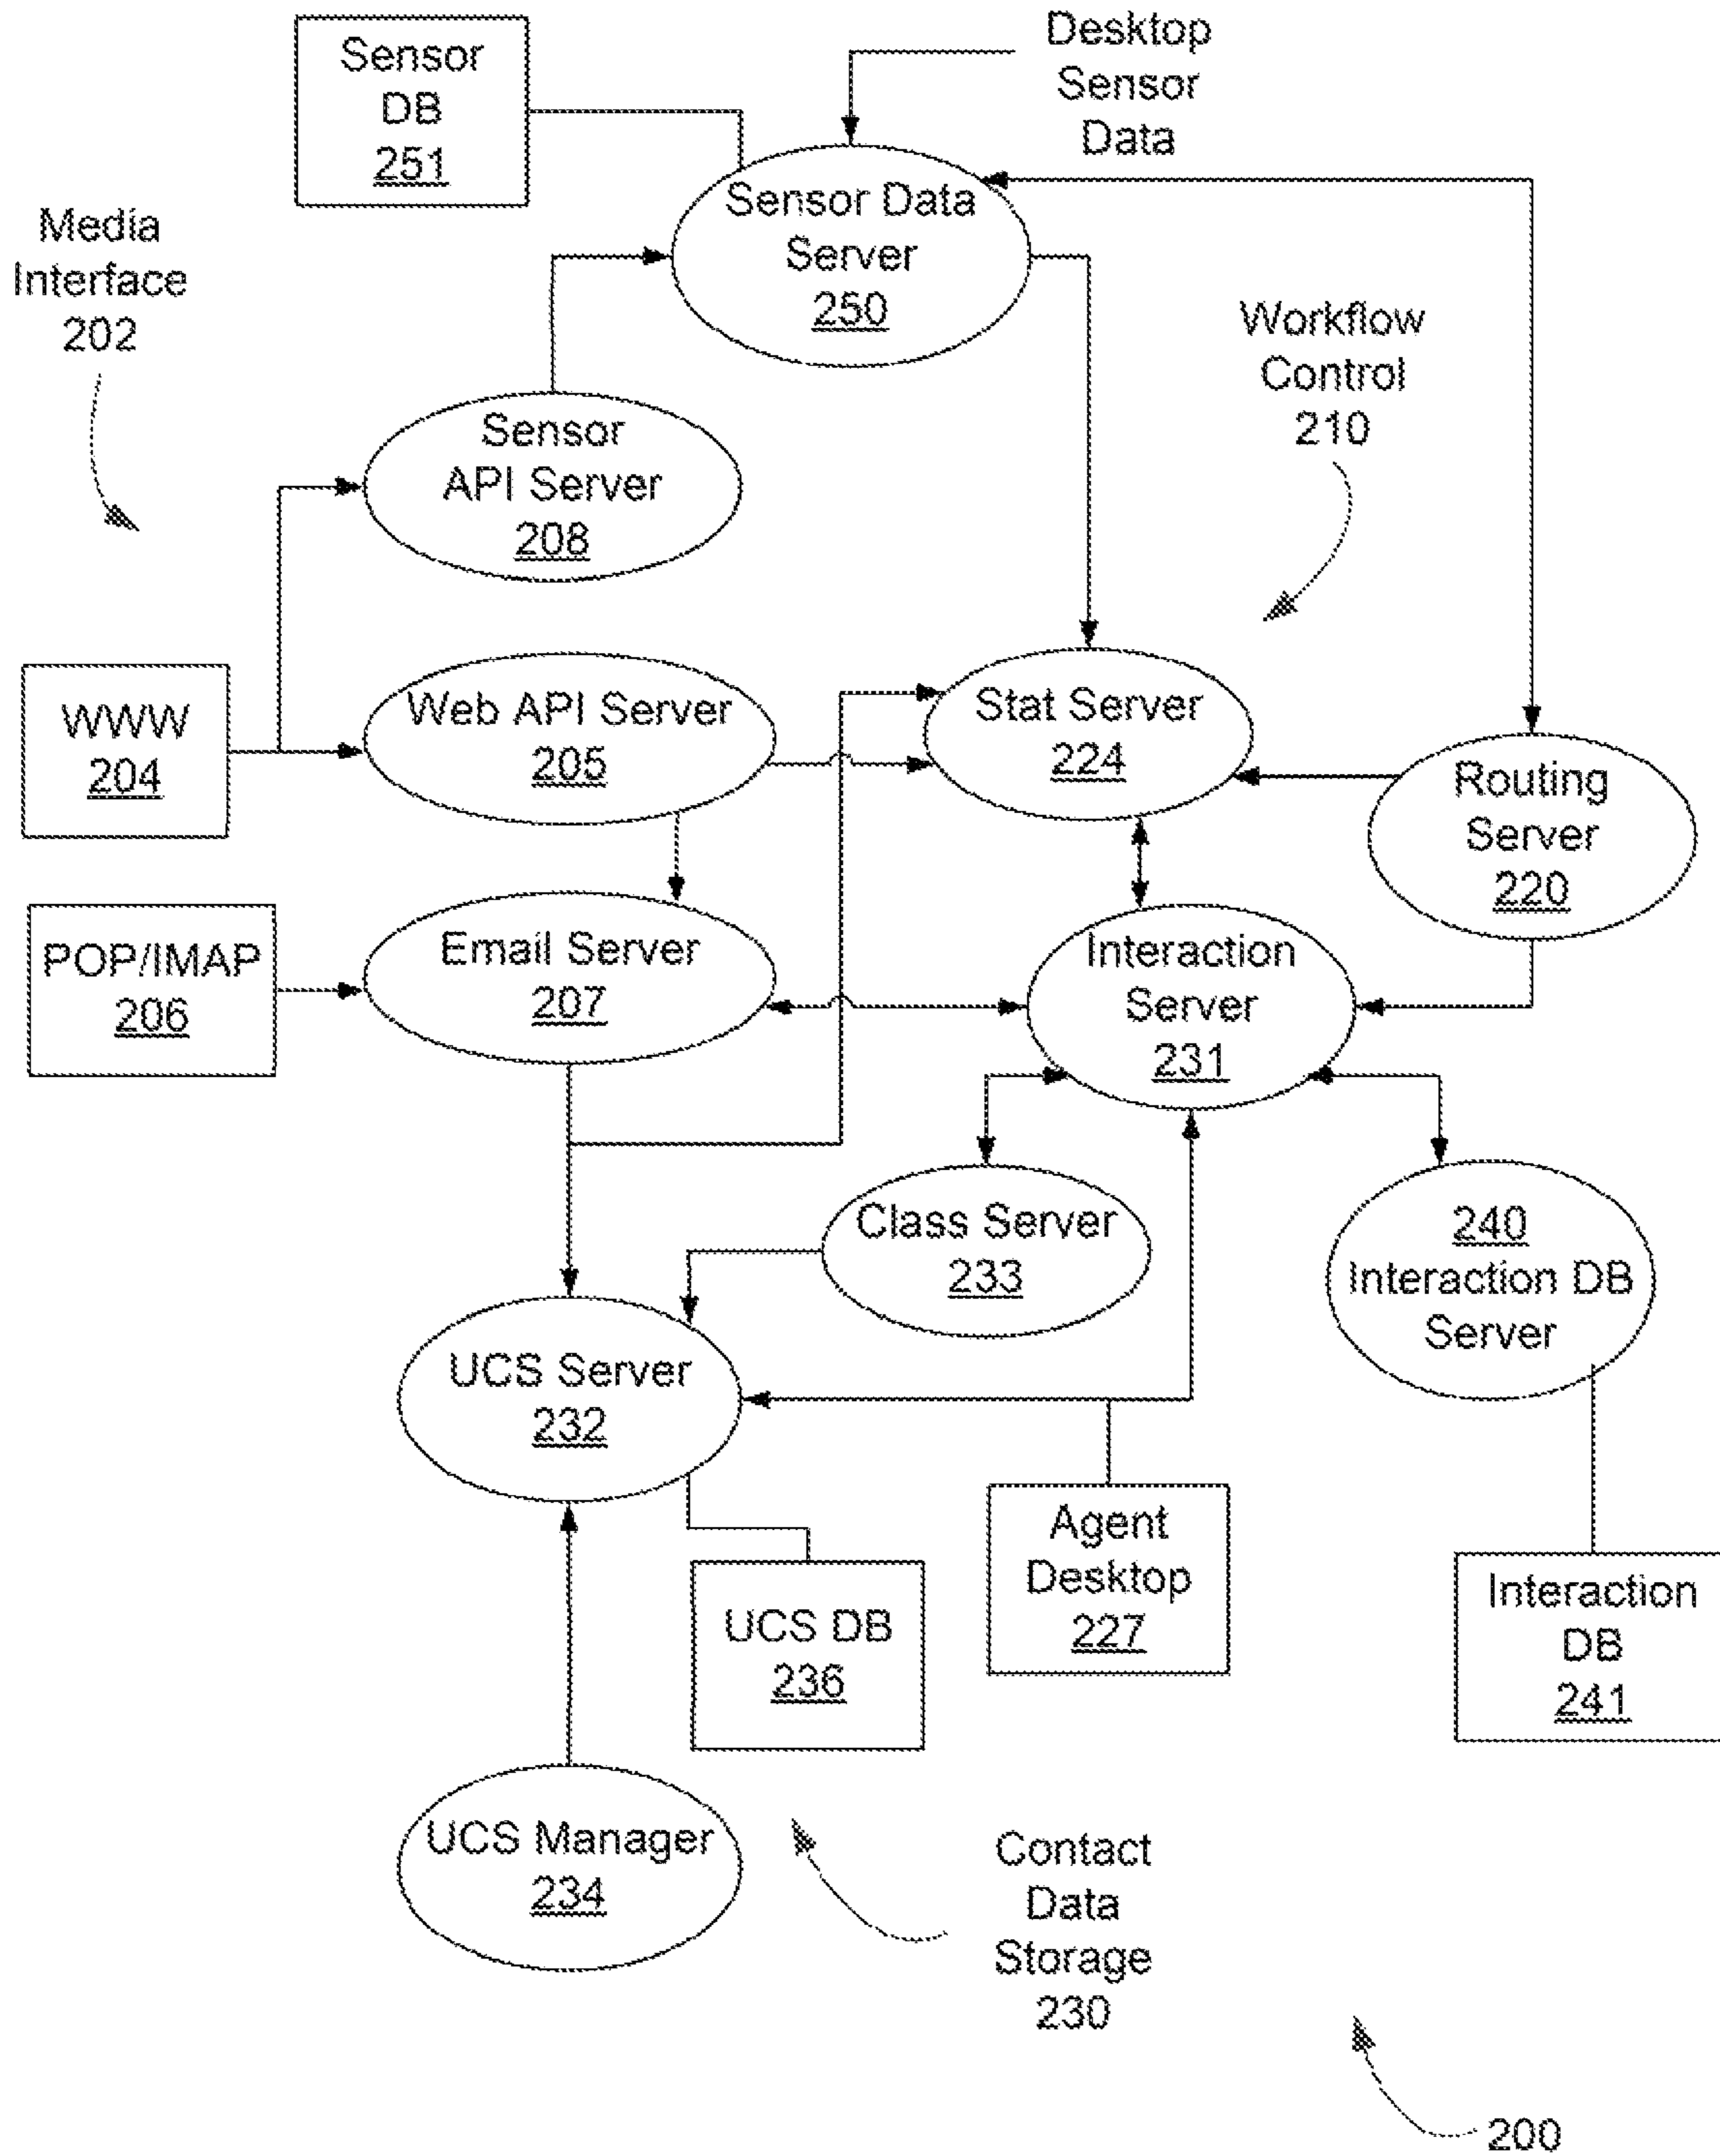 Sensor
DB
251
Desktop
Sensor
Data
Media
Interface
202
Sensor Data
Server
250
Workflow
Control
210
Sensor
API Server
208
WWW
204
Web API Server
205
Stat Server
224
Routing
Server
220
POP/IMAP
206
Email Server
207
Interaction
Server
231
Class Server
233
240
Interaction DB
Server
UCS Server
232
Agent
Desktop
227
UCS DB
236
Interaction
DB
241
UCS Manager
234
Contact
Data
Storage
230
200